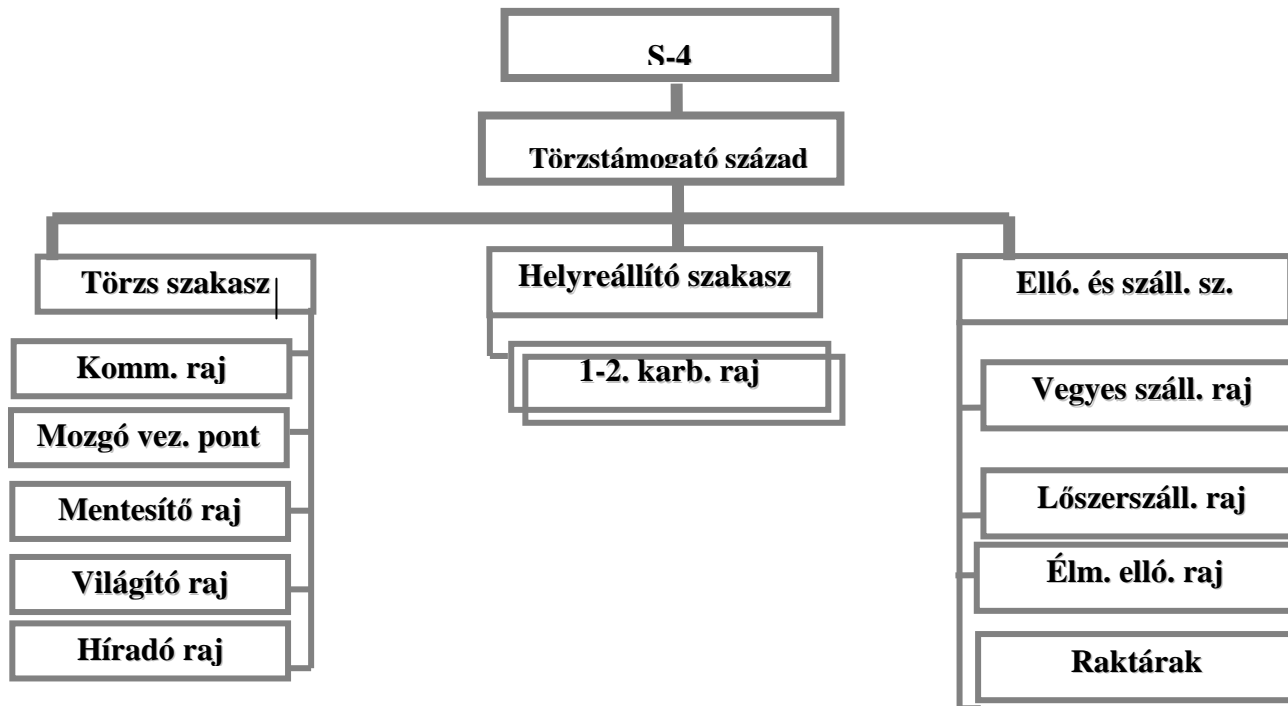 S-4
Törzstámogató század
Törzs szakasz
Komm. raj
Mozgó vez. pont
Mentesítő raj
Világító raj
Híradó raj
Helyreállító szakasz
1-2. karb. raj
Elló. és száll. sz.
Vegyes száll. raj
Lőszerszáll. raj
Élm. elló. raj
Raktárak